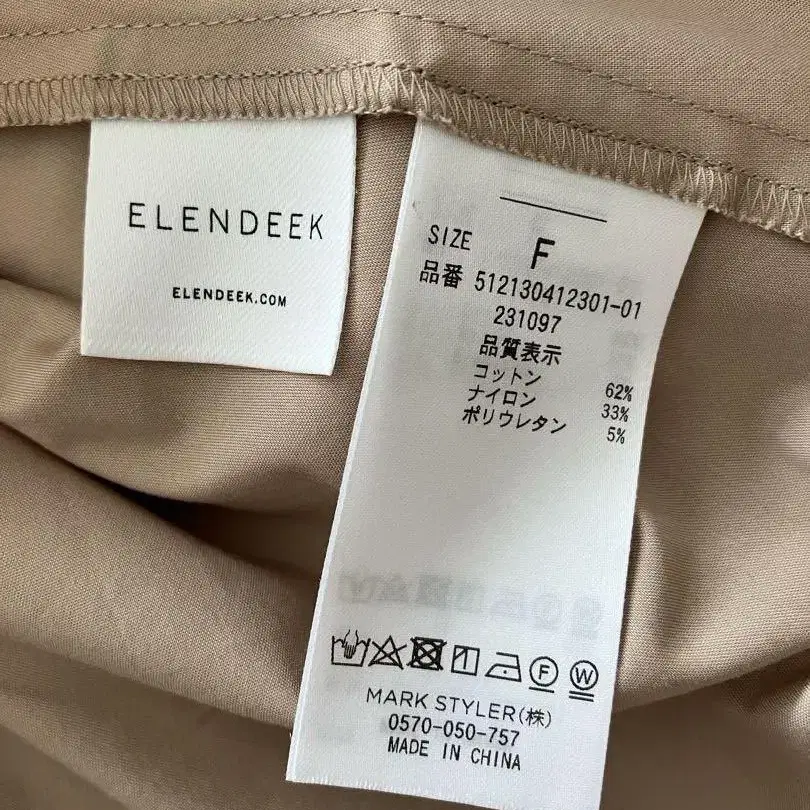 ELENDEEK
ELENDEEK.COM
SIZE F
品番 512130412301-01
231097
品質表示
コットン 62%
ナイロン 33%
ポリウレタン 5%
F W
MARK STYLER(株)
0570-050-757
MADE IN CHINA